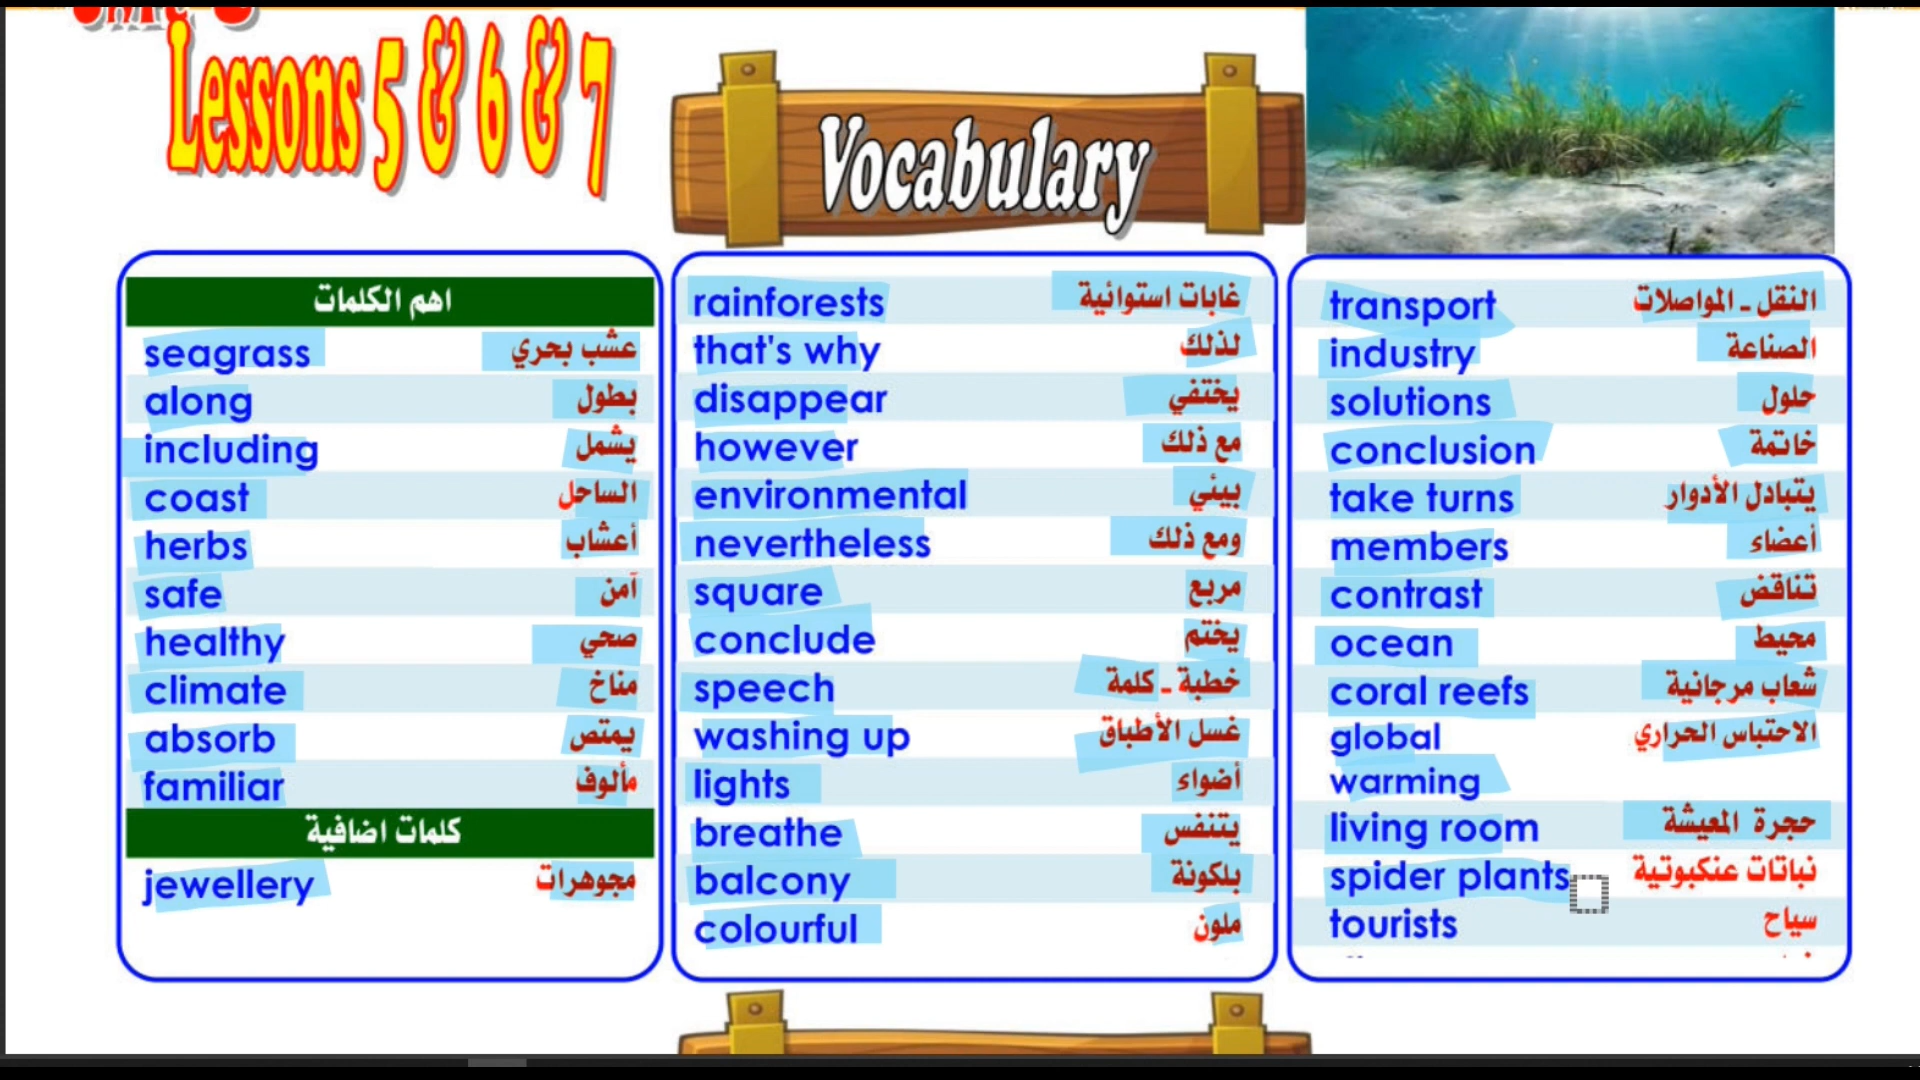 Lessons 5 & 6 & 7
Vocabulary
اهم الكلمات
seagrass عشب بحري
along بطول
including يشمل
coast الساحل
herbs أعشاب
safe آمن
healthy صحي
climate مناخ
absorb يمتص
familiar مألوف
كلمات اضافية
jewellery مجوهرات
rainforests غابات استوائية
that's why لذلك
disappear يختفي
however مع ذلك
environmental بيئي
nevertheless ومع ذلك
square مربع
conclude يختم
speech خطبة ـ كلمة
washing up غسل الأطباق
lights أضواء
breathe يتنفس
balcony بلكونة
colourful ملون
transport النقل ـ المواصلات
industry الصناعة
solutions حلول
conclusion خاتمة
take turns يتبادل الأدوار
members أعضاء
contrast تناقض
ocean محيط
coral reefs شعاب مرجانية
global الاحتباس الحراري
warming
living room حجرة المعيشة
spider plants نباتات عنكبوتية
tourists سياح